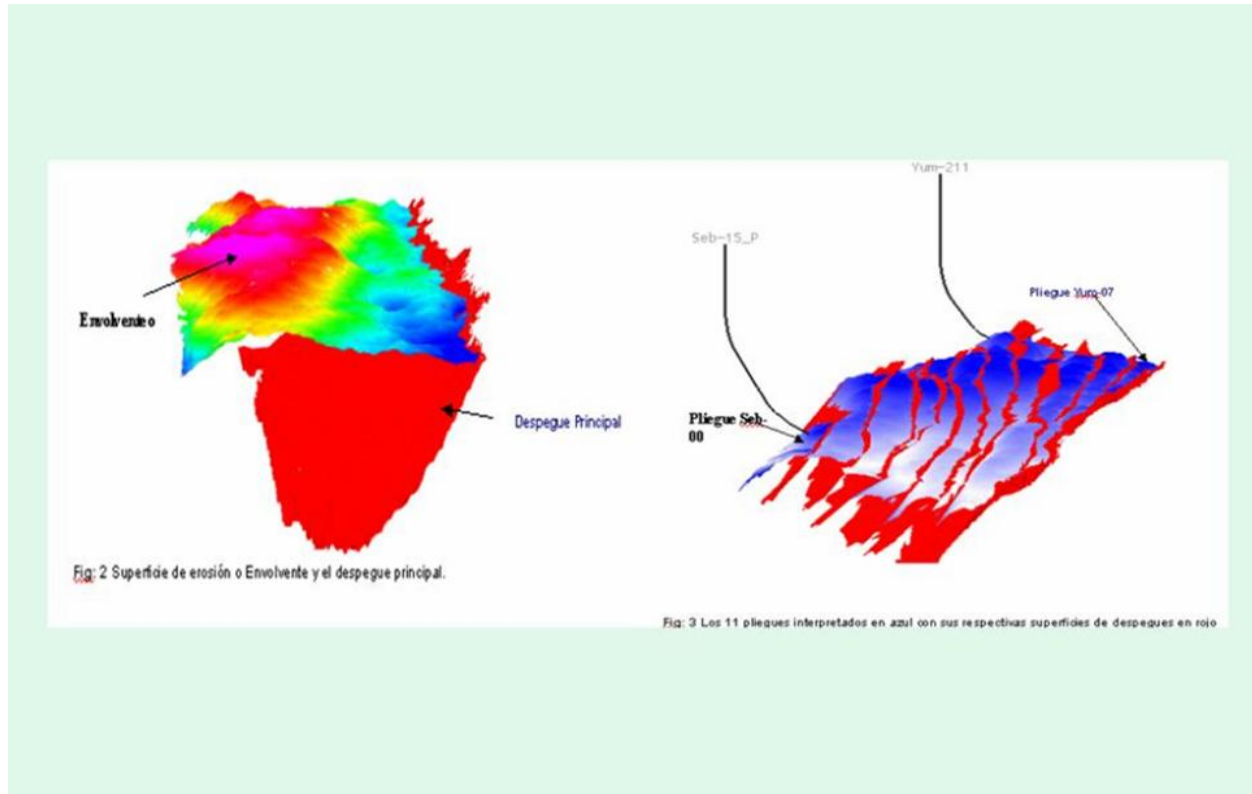 Envolvente o
Despegue Principal
Fig: 2 Superficie de erosión o Envolvente y el despegue principal.
Yum-211
Seb-15_P
Pliegue Yum-07
Pliegue Seb-
00
Fig: 3 Los 11 pliegues interpretados en azul con sus respectivas superficies de despegues en rojo